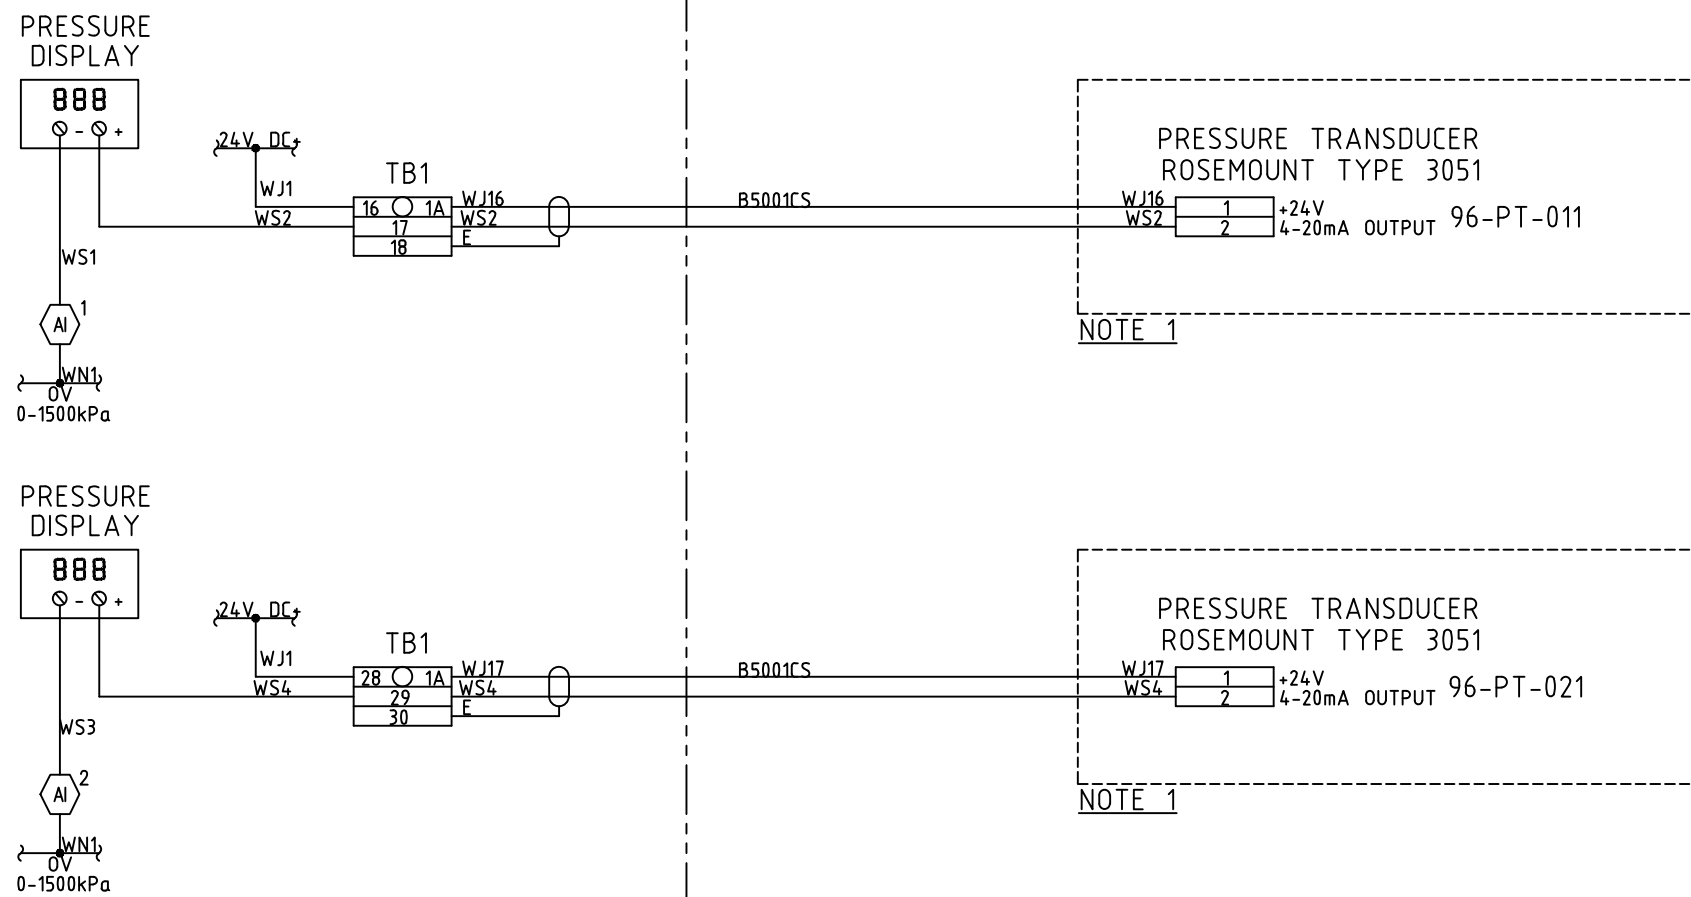 PRESSURE
DISPLAY
888
- +
24V DC+
WJ1
WS2
TB1
16 1A
17
18
WJ16
WS2
E
B5001CS
WJ16
WS2
PRESSURE TRANSDUCER
ROSEMOUNT TYPE 3051
1 +24V
2 4-20mA OUTPUT
96-PT-011
NOTE 1
WS1
AI 1
WN1
0V
0-1500kPa
PRESSURE
DISPLAY
888
- +
24V DC+
WJ1
WS4
TB1
28 1A
29
30
WJ17
WS4
E
B5001CS
WJ17
WS4
PRESSURE TRANSDUCER
ROSEMOUNT TYPE 3051
1 +24V
2 4-20mA OUTPUT
96-PT-021
NOTE 1
WS3
AI 2
WN1
0V
0-1500kPa